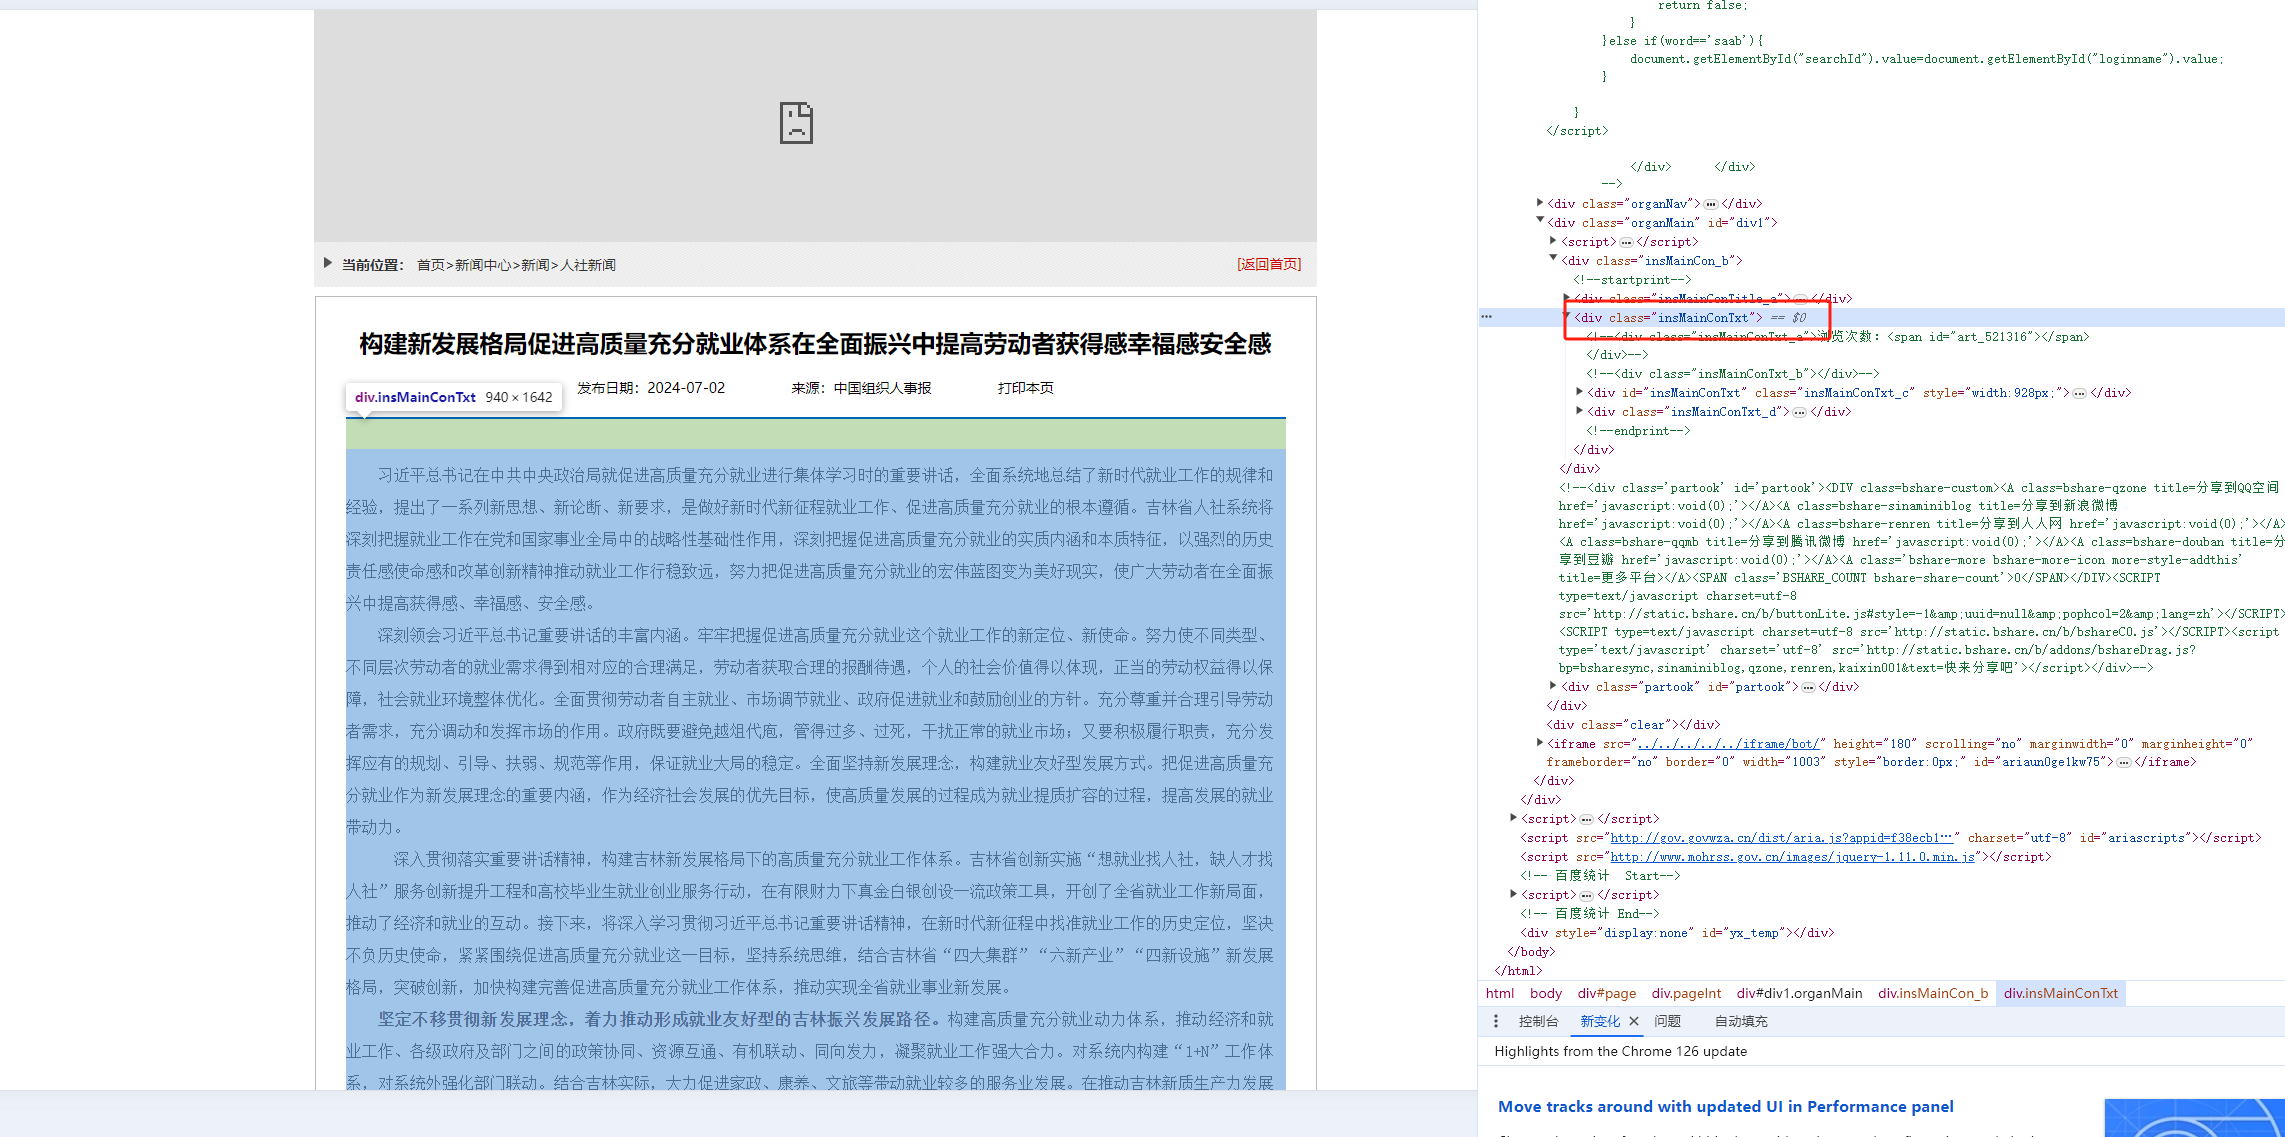 当前位置： 首页>新闻中心>新闻>人社新闻
[返回首页]
构建新发展格局促进高质量充分就业体系在全面振兴中提高劳动者获得感幸福感安全感
div.insMainConTxt 940 × 1642
发布日期：2024-07-02 来源：中国组织人事报 打印本页
习近平总书记在中共中央政治局就促进高质量充分就业进行集体学习时的重要讲话，全面系统地总结了新时代就业工作的规律和
经验，提出了一系列新思想、新论断、新要求，是做好新时代新征程就业工作、促进高质量充分就业的根本遵循。吉林省人社系统将
深刻把握就业工作在党和国家事业全局中的战略性基础性作用，深刻把握促进高质量充分就业的实质内涵和本质特征，以强烈的历史
责任感使命感和改革创新精神推动就业工作行稳致远，努力把促进高质量充分就业的宏伟蓝图变为美好现实，使广大劳动者在全面振
兴中提高获得感、幸福感、安全感。
深刻领会习近平总书记重要讲话的丰富内涵。牢牢把握促进高质量充分就业这个就业工作的新定位、新使命。努力使不同类型、
不同层次劳动者的就业需求得到相对应的合理满足，劳动者获取合理的报酬待遇，个人的社会价值得以体现，正当的劳动权益得以保
障，社会就业环境整体优化。全面贯彻劳动者自主就业、市场调节就业、政府促进就业和鼓励创业的方针。充分尊重并合理引导劳动
者需求，充分调动和发挥市场的作用。政府既要避免越俎代庖，管得过多、过死，干扰正常的就业市场；又要积极履行职责，充分发
挥应有的规划、引导、扶弱、规范等作用，保证就业大局的稳定。全面坚持新发展理念，构建就业友好型发展方式。把促进高质量充
分就业作为新发展理念的重要内涵，作为经济社会发展的优先目标，使高质量发展的过程成为就业提质扩容的过程，提高发展的就业
带动力。
深入贯彻落实重要讲话精神，构建吉林新发展格局下的高质量充分就业工作体系。吉林省创新实施“想就业找人社，缺人才找
人社”服务创新提升工程和高校毕业生就业创业服务行动，在有限财力下真金白银创设一流政策工具，开创了全省就业工作新局面，
推动了经济和就业的互动。接下来，将深入学习贯彻习近平总书记重要讲话精神，在新时代新征程中找准就业工作的历史定位，坚决
不负历史使命，紧紧围绕促进高质量充分就业这一目标，坚持系统思维，结合吉林省“四大集群”“六新产业”“四新设施”新发展
格局，突破创新，加快构建完善促进高质量充分就业工作体系，推动实现全省就业事业新发展。
坚定不移贯彻新发展理念，着力推动形成就业友好型的吉林振兴发展路径。构建高质量充分就业动力体系，推动经济和就
业工作、各级政府及部门之间的政策协同、资源互通、有机联动、同向发力，凝聚就业工作强大合力。对系统内构建“1+N”工作体
系，对系统外强化部门联动。结合吉林实际，大力促进家政、康养、文旅等带动就业较多的服务业发展。在推动吉林新质生产力发展
return false;
}
}else if(word=='saab'){
document.getElementById("searchId").value=document.getElementById("loginname").value;
}
}
</script>
</div> </div>
-->
<div class="organNav">…</div>
<div class="organMain" id="div1">
<script>…</script>
<div class="insMainCon_b">
<!--startprint-->
<div class="insMainConTitle_a">…</div>
<div class="insMainConTxt"> == $0
<!--<div class="insMainConTxt_a">浏览次数：<span id="art_521316"></span>
</div>-->
<!--<div class="insMainConTxt_b"></div>-->
<div id="insMainConTxt" class="insMainConTxt_c" style="width:928px;">…</div>
<div class="insMainConTxt_d">…</div>
<!--endprint-->
</div>
</div>
<!--<div class='partook' id='partook'><DIV class=bshare-custom><A class=bshare-qzone title=分享到QQ空间
href='javascript:void(0);'></A><A class=bshare-sinaminiblog title=分享到新浪微博
href='javascript:void(0);'></A><A class=bshare-renren title=分享到人人网 href='javascript:void(0);'></A>
<A class=bshare-qqmb title=分享到腾讯微博 href='javascript:void(0);'></A><A class=bshare-douban title=分
享到豆瓣 href='javascript:void(0);'></A><A class='bshare-more bshare-more-icon more-style-addthis'
title=更多平台></A><SPAN class='BSHARE_COUNT bshare-share-count'>0</SPAN></DIV><SCRIPT
type=text/javascript charset=utf-8
src='http://static.bshare.cn/b/buttonLite.js#style=-1&amp;uuid=null&amp;pophcol=2&amp;lang=zh'></SCRIPT>
<SCRIPT type=text/javascript charset=utf-8 src='http://static.bshare.cn/b/bshareC0.js'></SCRIPT><script
type='text/javascript' charset='utf-8' src='http://static.bshare.cn/b/addons/bshareDrag.js?
bp=bsharesync,sinaminiblog,qzone,renren,kaixin001&text=快来分享吧'></script></div>-->
<div class="partook" id="partook">…</div>
</div>
<div class="clear"></div>
<iframe src="../../../../../iframe/bot/" height="180" scrolling="no" marginwidth="0" marginheight="0"
frameborder="no" border="0" width="1003" style="border:0px;" id="ariaun0ge1kw75">…</iframe>
</div>
</div>
<script>…</script>
<script src="http://gov.govwza.cn/dist/aria.js?appid=f38ecb1…" charset="utf-8" id="ariascripts"></script>
<script src="http://www.mohrss.gov.cn/images/jquery-1.11.0.min.js"></script>
<!-- 百度统计 Start-->
<script>…</script>
<!-- 百度统计 End-->
<div style="display:none" id="yx_temp"></div>
</body>
</html>
html body div#page div.pageInt div#div1.organMain div.insMainCon_b div.insMainConTxt
控制台 新变化 × 问题 自动填充
Highlights from the Chrome 126 update
Move tracks around with updated UI in Performance panel